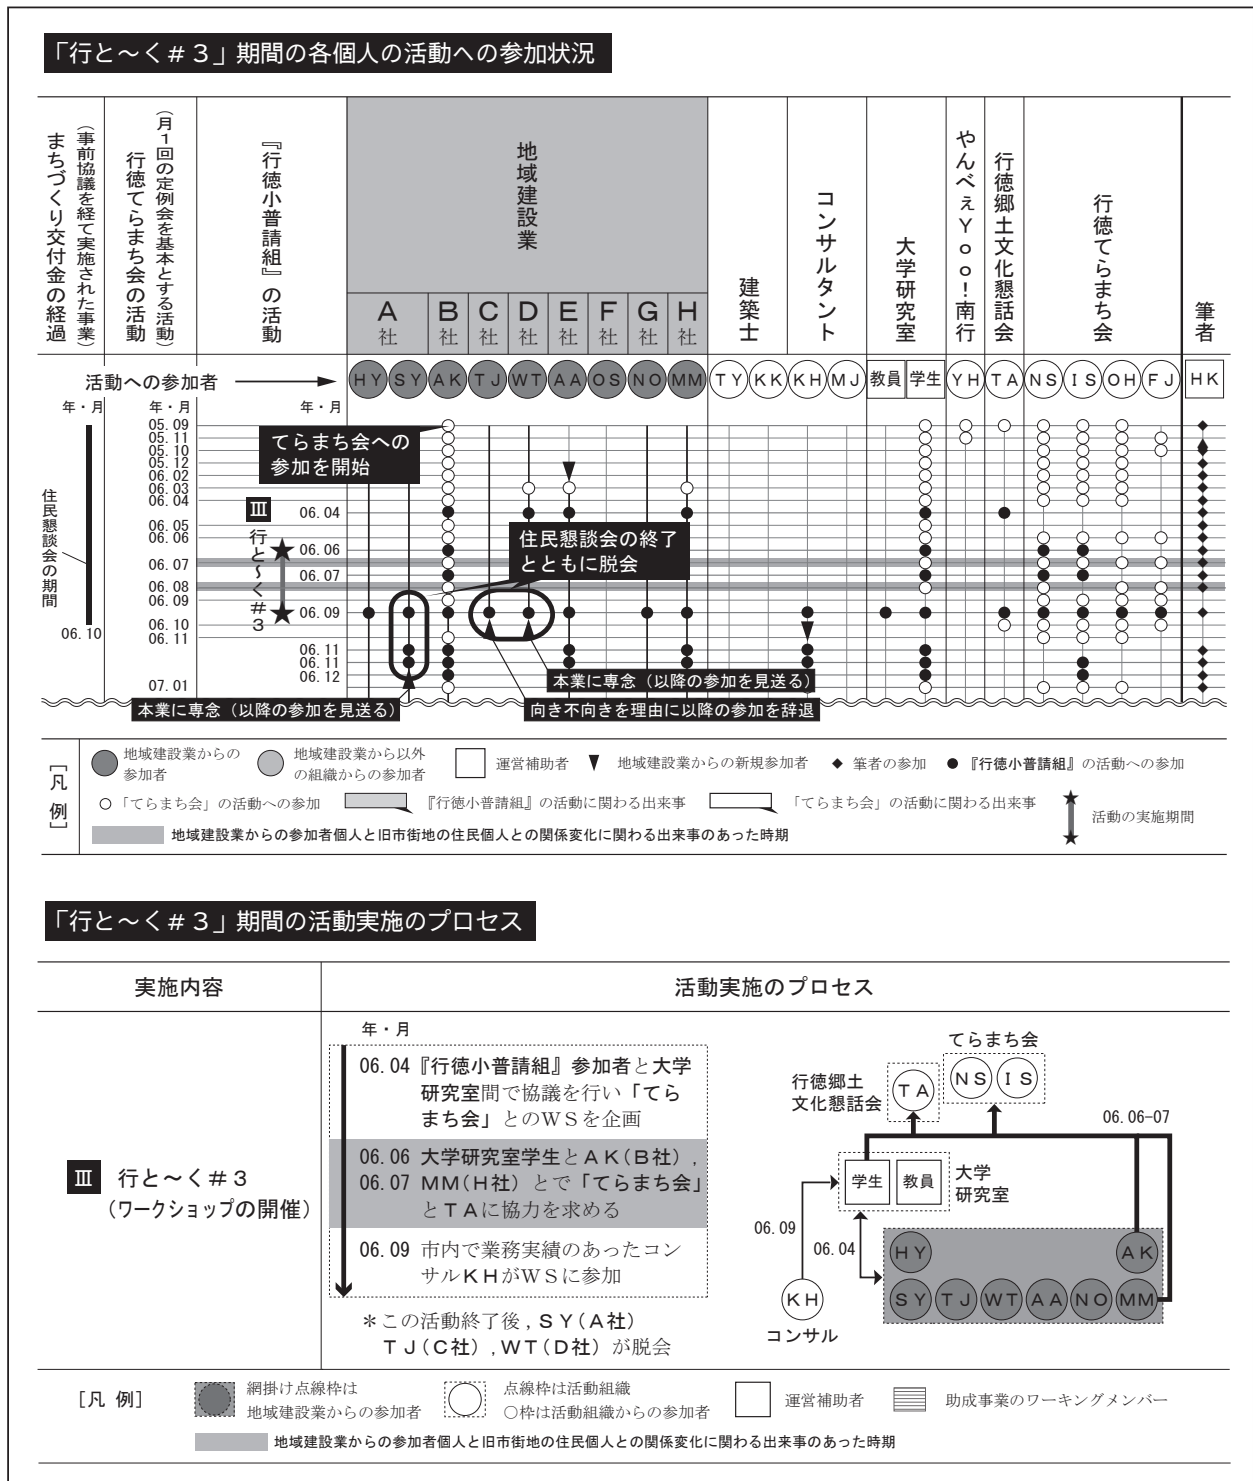 「行と～く＃３」期間の各個人の活動への参加状況
まちづくり交付金の経過
（事前協議を経て実施された事業）
行徳てらまち会の活動
（月１回の定例会を基本とする活動）
『行徳小普請組』の活動
地域建設業
A社
B社
C社
D社
E社
F社
G社
H社
建築士
コンサルタント
大学研究室
やんべぇＹｏｏ！南行
行徳郷土文化懇話会
行徳てらまち会
筆者
活動への参加者
HY SY AK TJ WT AA OS NO MM TY KK KH MJ 教員 学生 YH TA NS IS OH FJ HK
年・月
年・月
年・月
05.09
05.11
05.10
05.12
06.02
06.03
06.04
06.05
06.06
06.07
06.08
06.09
06.10
06.11
07.01
住民懇談会の期間
06.10
Ⅲ
行と～く＃３
06.04
06.06
06.07
06.09
06.11
06.11
06.12
てらまち会への
参加を開始
住民懇談会の終了
とともに脱会
本業に専念（以降の参加を見送る）
本業に専念（以降の参加を見送る）
向き不向きを理由に以降の参加を辞退
［凡例］
地域建設業からの
参加者
地域建設業から以外
の組織からの参加者
運営補助者
地域建設業からの新規参加者
筆者の参加
『行徳小普請組』の活動への参加
「てらまち会」の活動への参加
『行徳小普請組』の活動に関わる出来事
「てらまち会」の活動に関わる出来事
活動の実施期間
地域建設業からの参加者個人と旧市街地の住民個人との関係変化に関わる出来事のあった時期
「行と～く＃３」期間の活動実施のプロセス
実施内容
活動実施のプロセス
Ⅲ 行と～く＃３
（ワークショップの開催）
年・月
06.04 『行徳小普請組』参加者と大学
研究室間で協議を行い「てら
まち会」とのＷＳを企画
06.06 大学研究室学生とＡＫ（Ｂ社），
06.07 ＭＭ（Ｈ社）とで「てらまち会」
とＴＡに協力を求める
06.09 市内で業務実績のあったコン
サルＫＨがＷＳに参加
＊この活動終了後，ＳＹ（Ａ社）
ＴＪ（Ｃ社），ＷＴ（Ｄ社）が脱会
てらまち会
NS IS
行徳郷土
文化懇話会
TA
06.06-07
学生 教員
大学
研究室
06.09
06.04
HY AK
SY TJ WT AA NO MM
KH
コンサル
［凡 例］
網掛け点線枠は
地域建設業からの参加者
点線枠は活動組織
○枠は活動組織からの参加者
運営補助者
助成事業のワーキングメンバー
地域建設業からの参加者個人と旧市街地の住民個人との関係変化に関わる出来事のあった時期